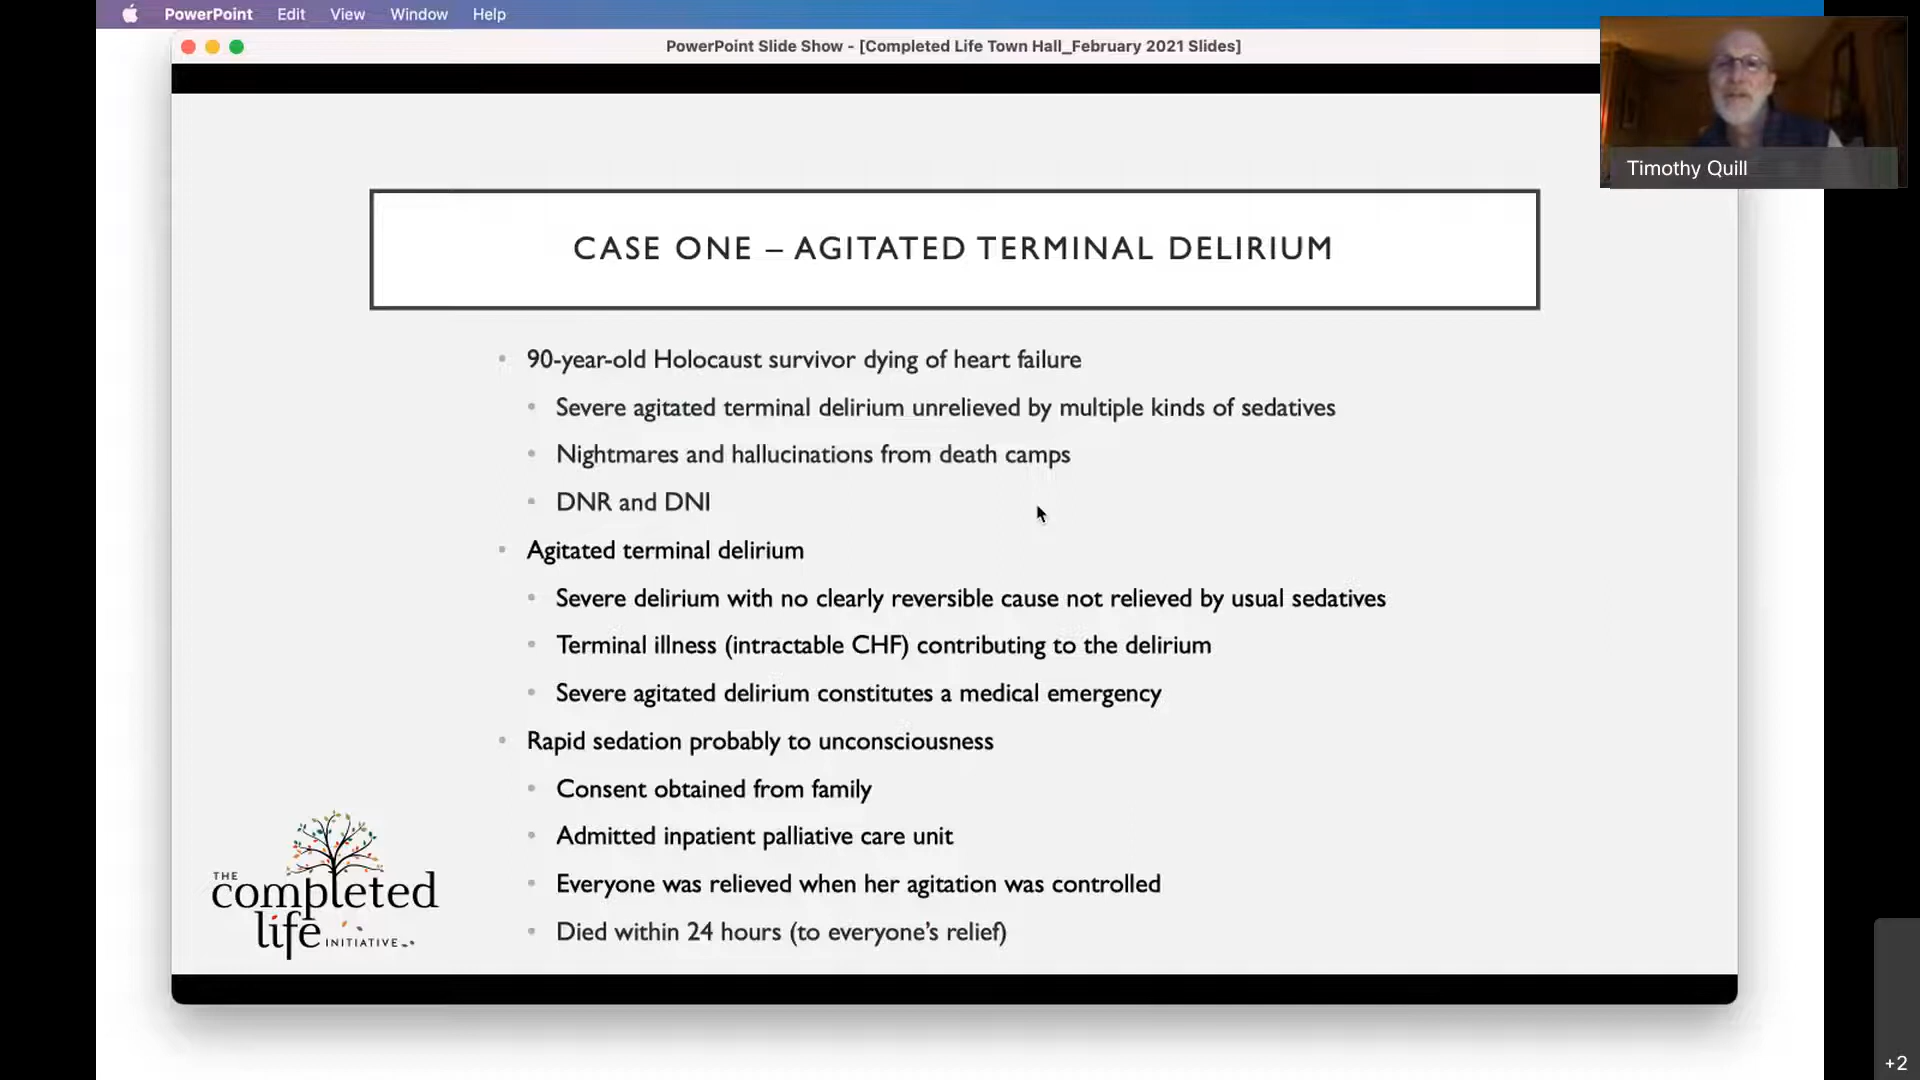 PowerPoint Edit View Window Help
PowerPoint Slide Show - [Completed Life Town Hall_February 2021 Slides]
Timothy Quill
CASE ONE – AGITATED TERMINAL DELIRIUM
• 90-year-old Holocaust survivor dying of heart failure
• Severe agitated terminal delirium unrelieved by multiple kinds of sedatives
• Nightmares and hallucinations from death camps
• DNR and DNI
• Agitated terminal delirium
• Severe delirium with no clearly reversible cause not relieved by usual sedatives
• Terminal illness (intractable CHF) contributing to the delirium
• Severe agitated delirium constitutes a medical emergency
• Rapid sedation probably to unconsciousness
• Consent obtained from family
• Admitted inpatient palliative care unit
• Everyone was relieved when her agitation was controlled
• Died within 24 hours (to everyone’s relief)
THE
completed
life INITIATIVE
+2